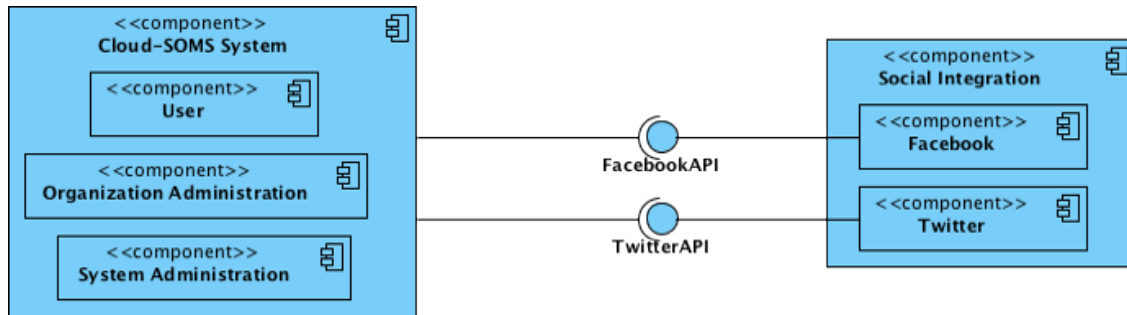 <<component>>
Cloud-SOMS System
<<component>>
User
<<component>>
Organization Administration
<<component>>
System Administration
FacebookAPI
TwitterAPI
<<component>>
Social Integration
<<component>>
Facebook
<<component>>
Twitter